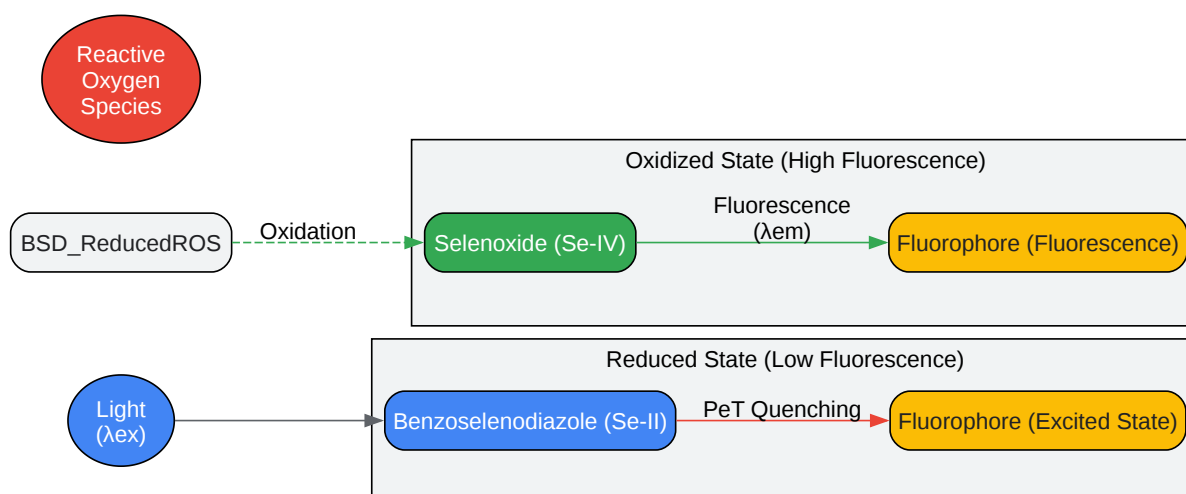 Reactive
Oxygen
Species
Oxidized State (High Fluorescence)
BSD_ReducedROS
Oxidation
Selenoxide (Se-IV)
Fluorescence
(λem)
Fluorophore (Fluorescence)
Reduced State (Low Fluorescence)
Light
(λex)
Benzoselenodiazole (Se-II)
PeT Quenching
Fluorophore (Excited State)